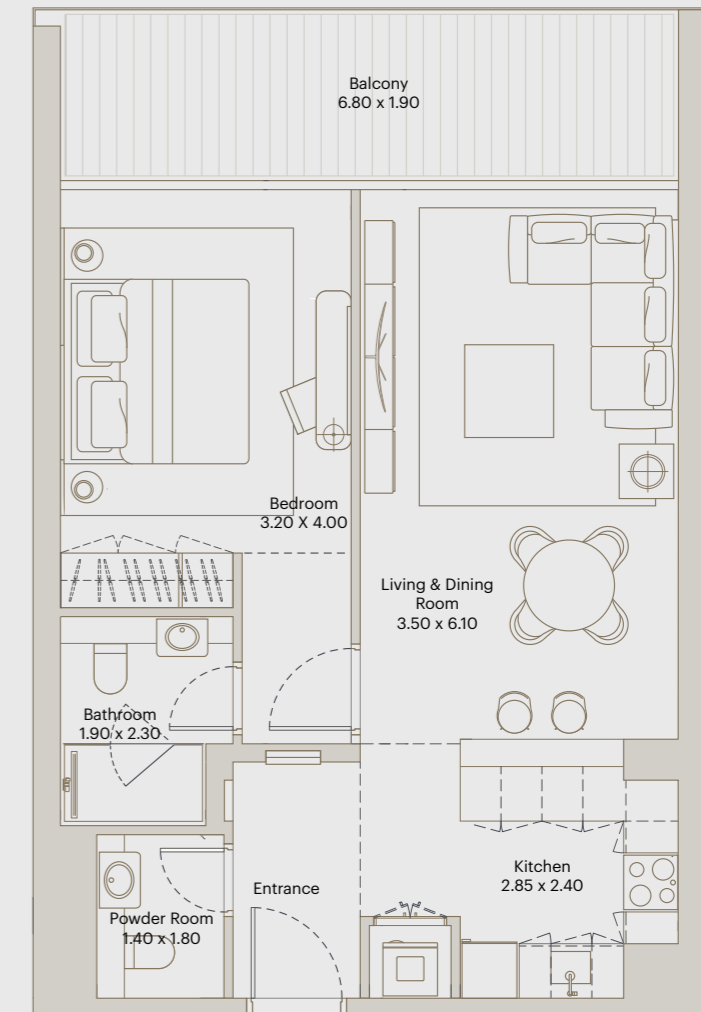 Balcony
6.80 x 1.90
Bedroom
3.20 X 4.00
Living & Dining
Room
3.50 x 6.10
Bathroom
1.90 x 2.30
Kitchen
2.85 x 2.40
Entrance
Powder Room
1.40 x 1.80